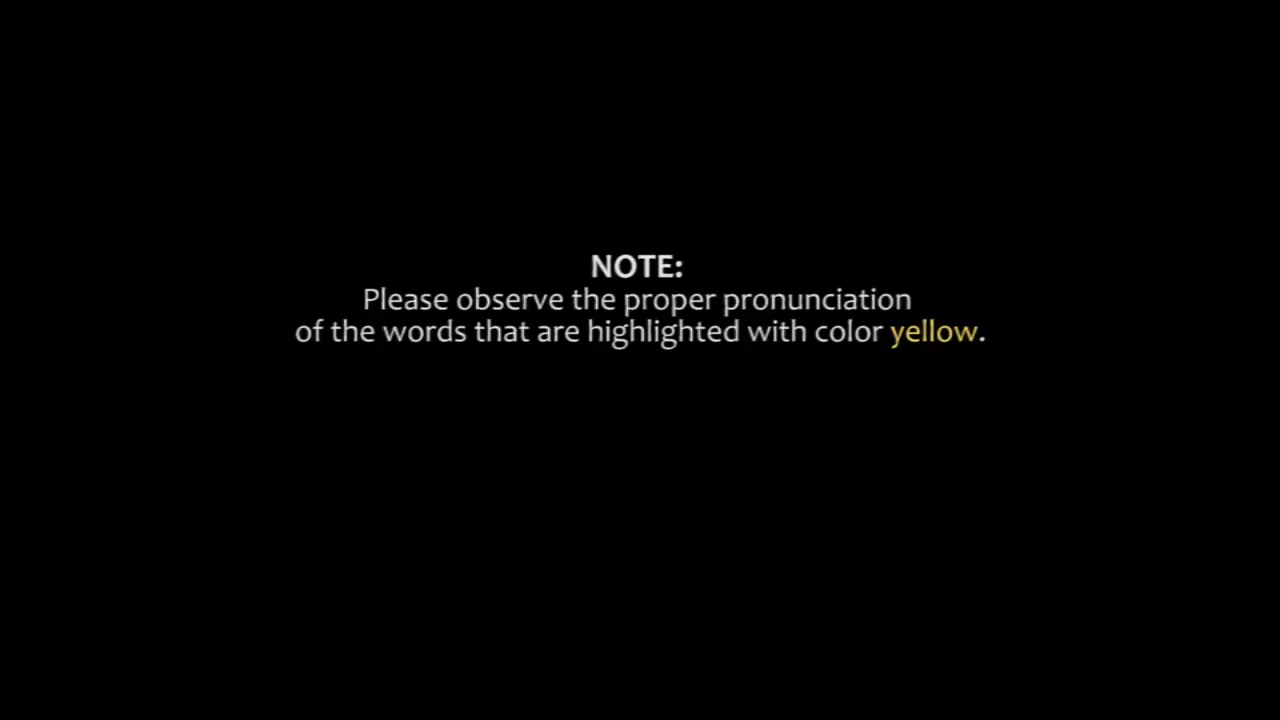 NOTE:
Please observe the proper pronunciation
of the words that are highlighted with color yellow.